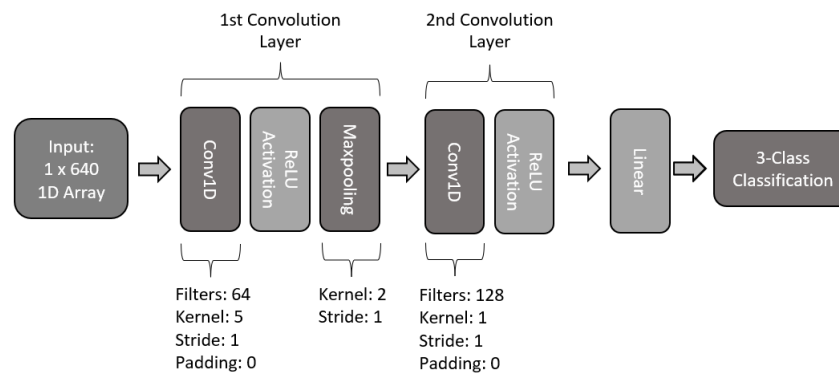 1st Convolution
Layer
2nd Convolution
Layer
Input:
1 x 640
1D Array
Conv1D
ReLU
Activation
Maxpooling
Conv1D
ReLU
Activation
Linear
3-Class
Classification
Filters: 64
Kernel: 5
Stride: 1
Padding: 0
Kernel: 2
Stride: 1
Filters: 128
Kernel: 1
Stride: 1
Padding: 0